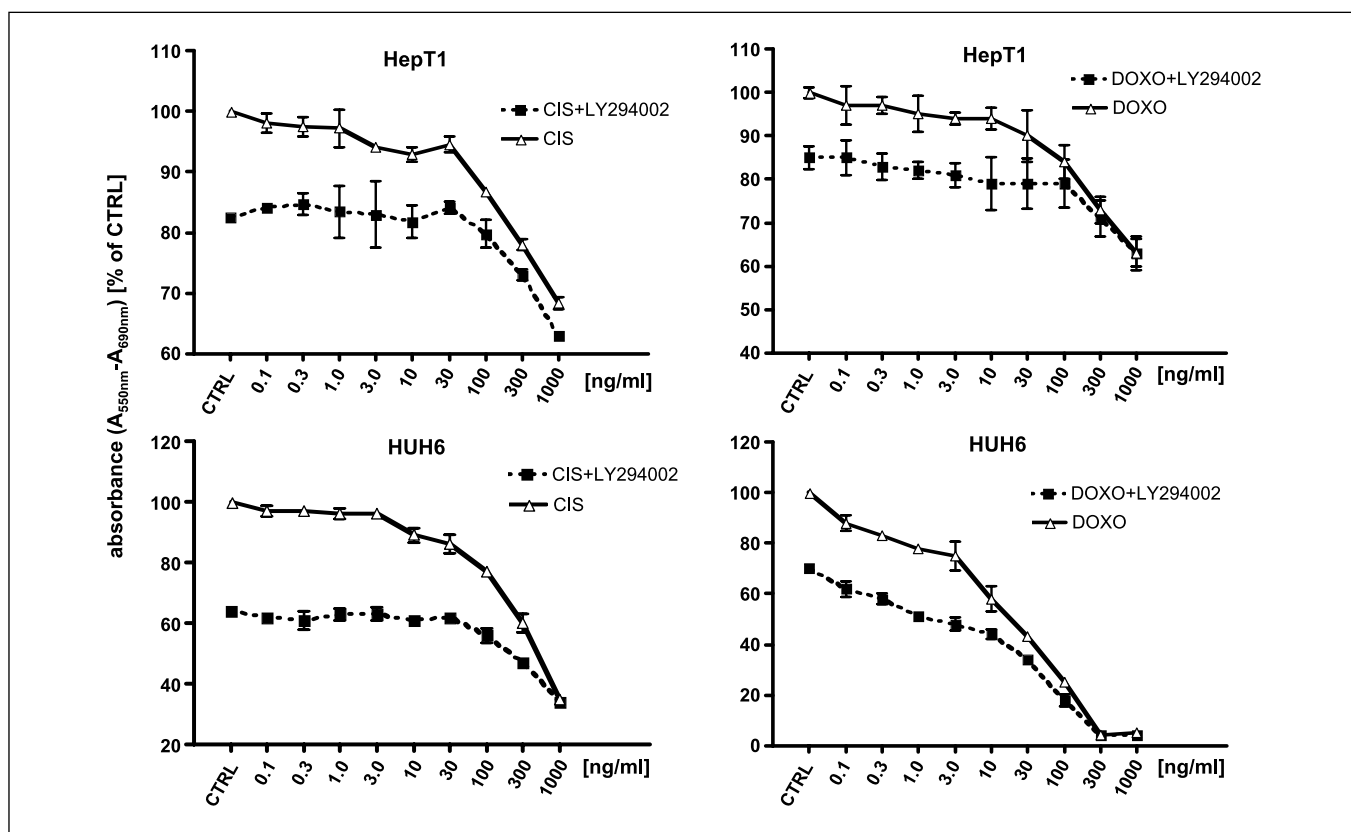 absorbance (A550nm-A690nm) [% of CTRL]
HepT1
110
100
90
80
70
60
CIS+LY294002
CIS
CTRL 0.1 0.3 1.0 3.0 10 30 100 300 1000 [ng/ml]
HepT1
110
100
90
80
70
60
50
40
DOXO+LY294002
DOXO
CTRL 0.1 0.3 1.0 3.0 10 30 100 300 1000 [ng/ml]
HUH6
120
100
80
60
40
20
CIS+LY294002
CIS
CTRL 0.1 0.3 1.0 3.0 10 30 100 300 1000 [ng/ml]
HUH6
120
100
80
60
40
20
0
DOXO+LY294002
DOXO
CTRL 0.1 0.3 1.0 3.0 10 30 100 300 1000 [ng/ml]